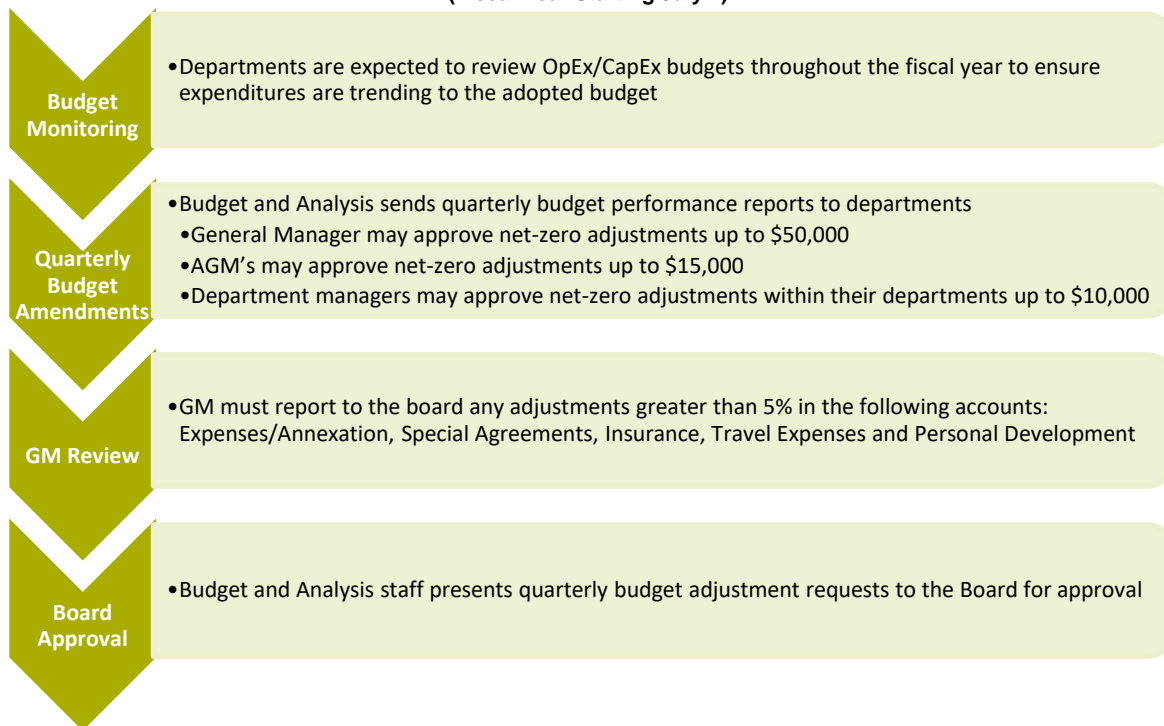 Budget
Monitoring
•Departments are expected to review OpEx/CapEx budgets throughout the fiscal year to ensure
expenditures are trending to the adopted budget
Quarterly
Budget
Amendments
•Budget and Analysis sends quarterly budget performance reports to departments
•General Manager may approve net-zero adjustments up to $50,000
•AGM’s may approve net-zero adjustments up to $15,000
•Department managers may approve net-zero adjustments within their departments up to $10,000
GM Review
•GM must report to the board any adjustments greater than 5% in the following accounts:
Expenses/Annexation, Special Agreements, Insurance, Travel Expenses and Personal Development
Board
Approval
•Budget and Analysis staff presents quarterly budget adjustment requests to the Board for approval